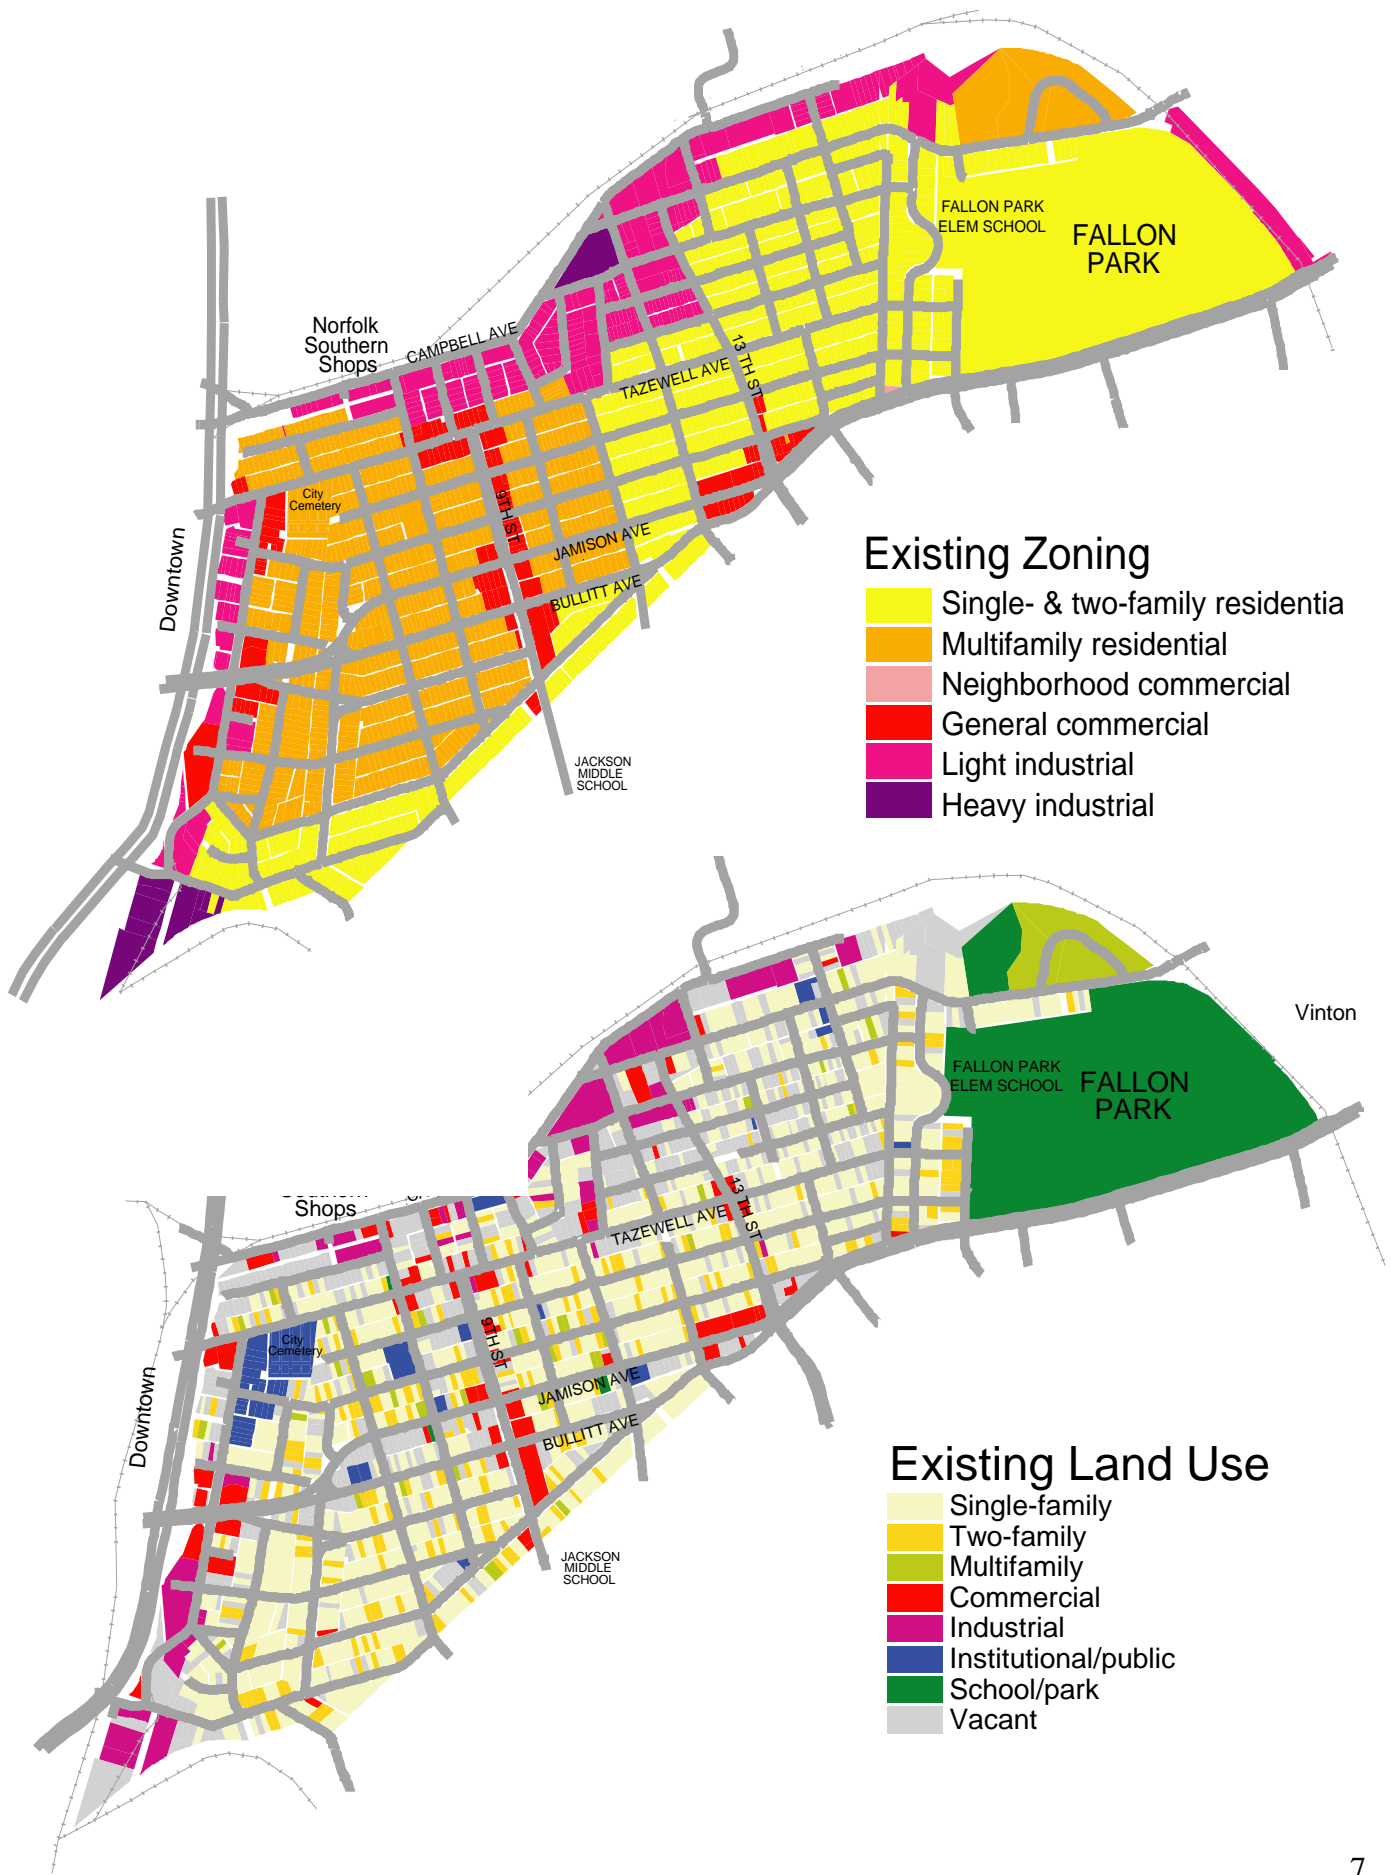 FALLON PARK
ELEM SCHOOL
FALLON
PARK
Norfolk
Southern
Shops
CAMPBELL AVE
13 TH ST
TAZEWELL AVE
City
Cemetery
9TH ST
Downtown
JAMISON AVE
BULLITT AVE
JACKSON
MIDDLE
SCHOOL
Existing Zoning
Single- & two-family residentia
Multifamily residential
Neighborhood commercial
General commercial
Light industrial
Heavy industrial
Vinton
FALLON PARK
ELEM SCHOOL
FALLON
PARK
Shops
13 TH ST
TAZEWELL AVE
City
Cemetery
9TH ST
Downtown
JAMISON AVE
BULLITT AVE
JACKSON
MIDDLE
SCHOOL
Existing Land Use
Single-family
Two-family
Multifamily
Commercial
Industrial
Institutional/public
School/park
Vacant
7